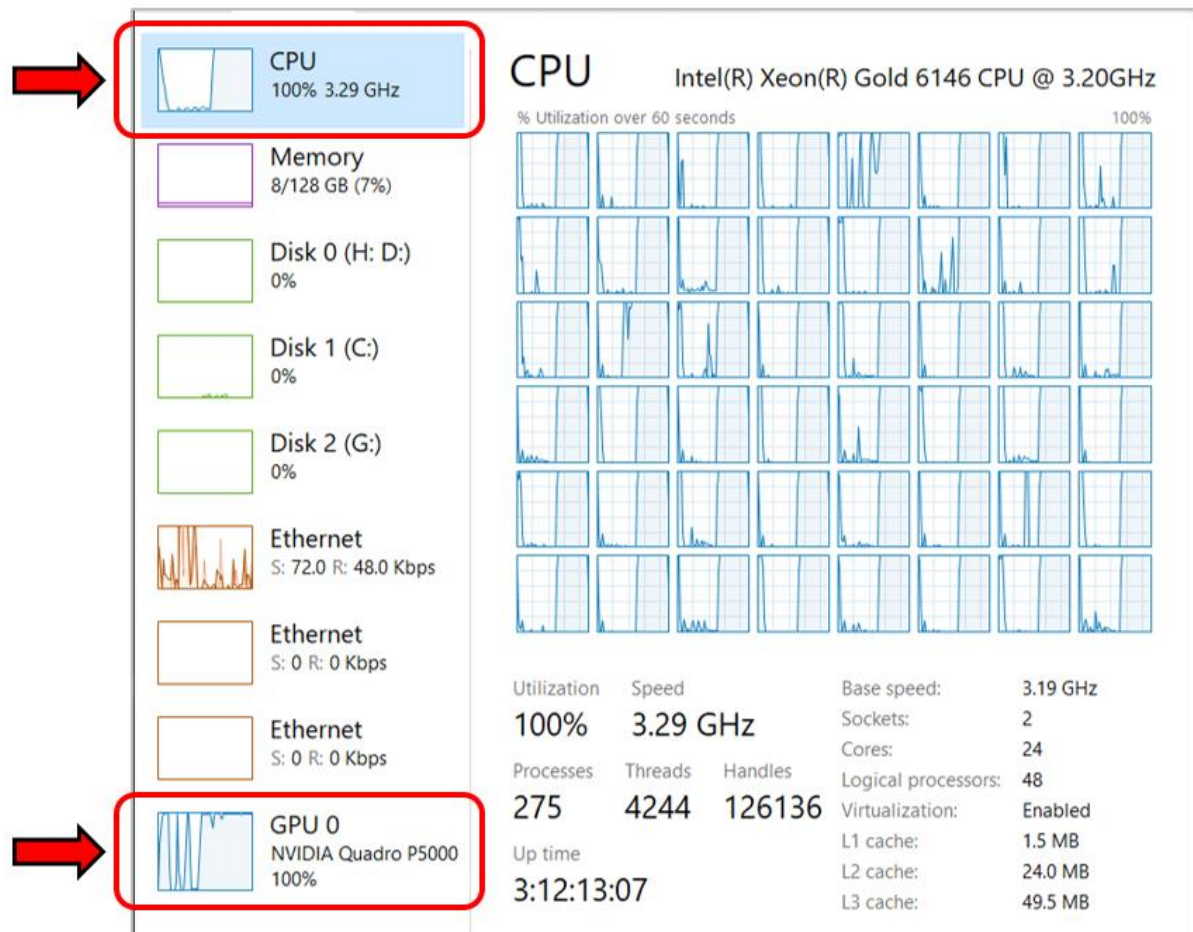 CPU
100% 3.29 GHz
Memory
8/128 GB (7%)
Disk 0 (H: D:)
0%
Disk 1 (C:)
0%
Disk 2 (G:)
0%
Ethernet
S: 72.0 R: 48.0 Kbps
Ethernet
S: 0 R: 0 Kbps
Ethernet
S: 0 R: 0 Kbps
GPU 0
NVIDIA Quadro P5000
100%
CPU Intel(R) Xeon(R) Gold 6146 CPU @ 3.20GHz
% Utilization over 60 seconds 100%
Utilization Speed
100% 3.29 GHz
Processes Threads Handles
275 4244 126136
Up time
3:12:13:07
Base speed: 3.19 GHz
Sockets: 2
Cores: 24
Logical processors: 48
Virtualization: Enabled
L1 cache: 1.5 MB
L2 cache: 24.0 MB
L3 cache: 49.5 MB